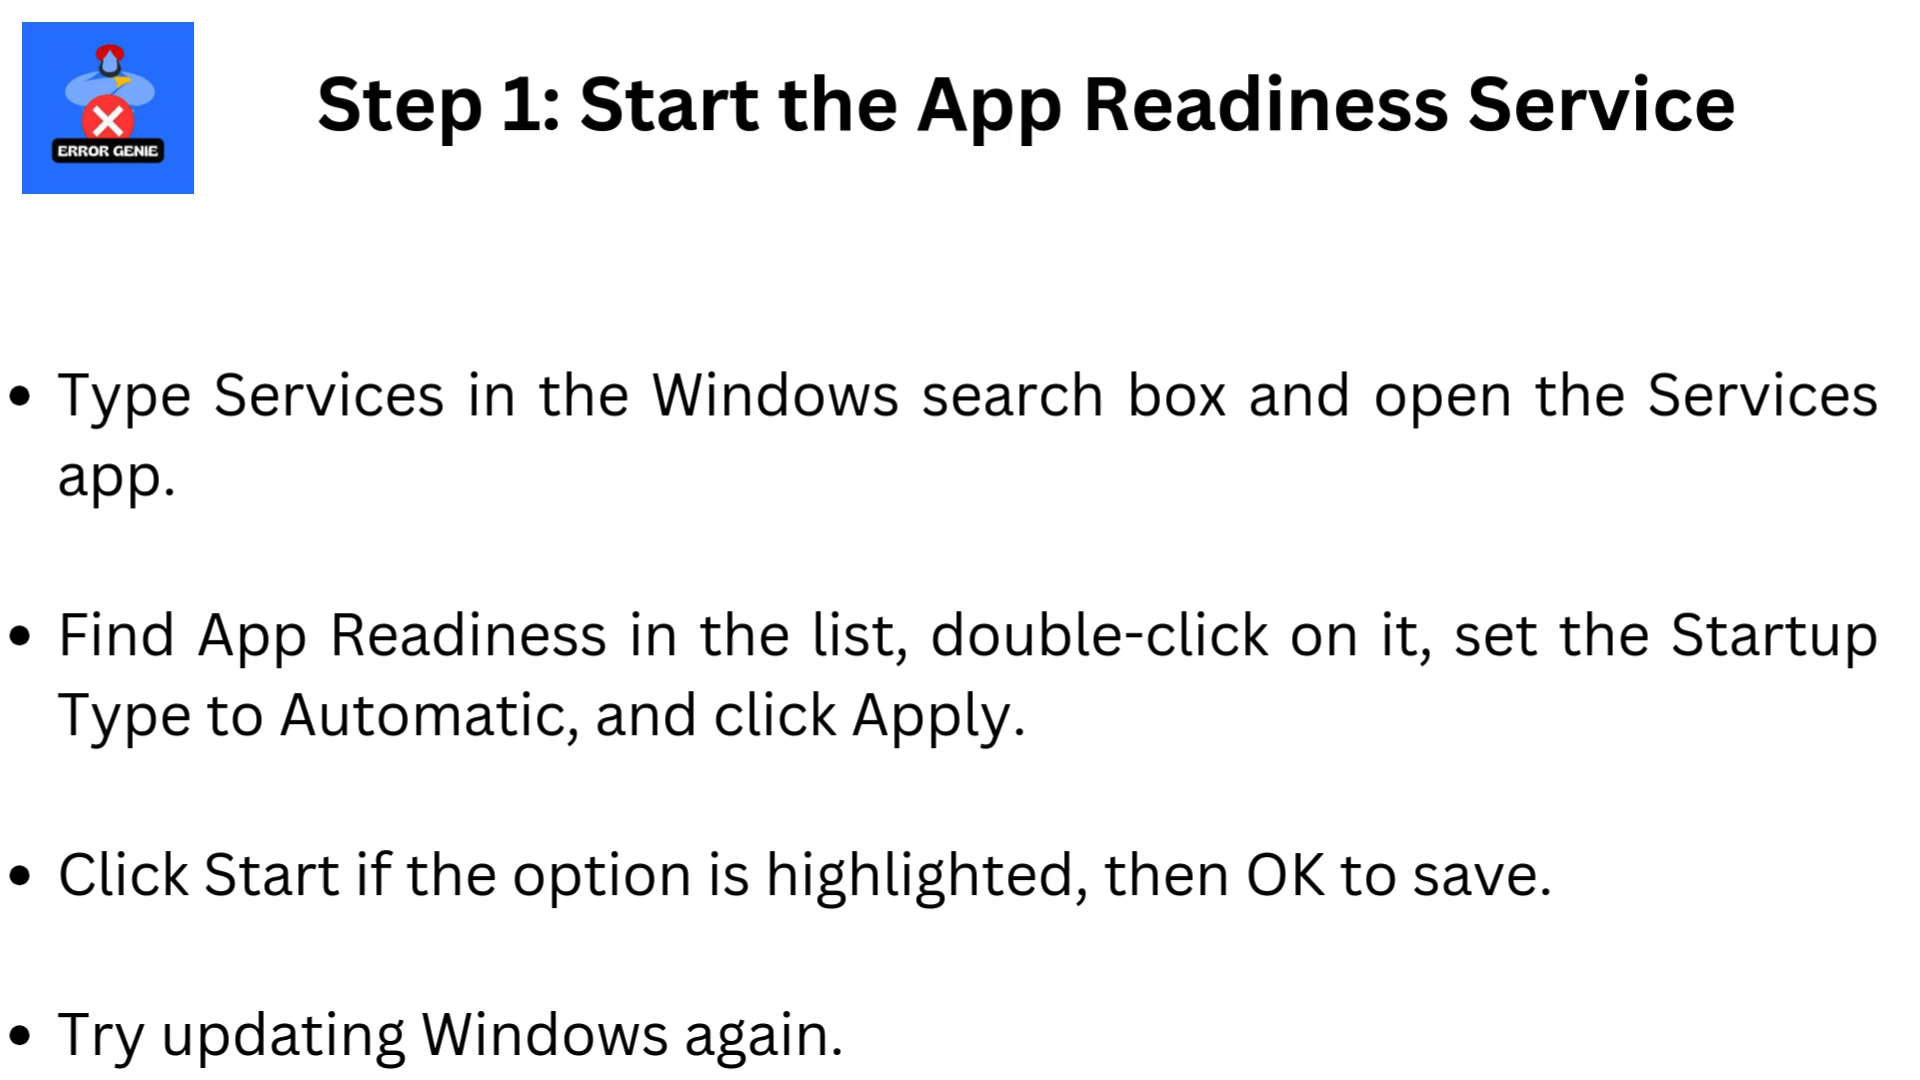 ERROR GENIE
Step 1: Start the App Readiness Service
• Type Services in the Windows search box and open the Services
app.
• Find App Readiness in the list, double-click on it, set the Startup
Type to Automatic, and click Apply.
• Click Start if the option is highlighted, then OK to save.
• Try updating Windows again.